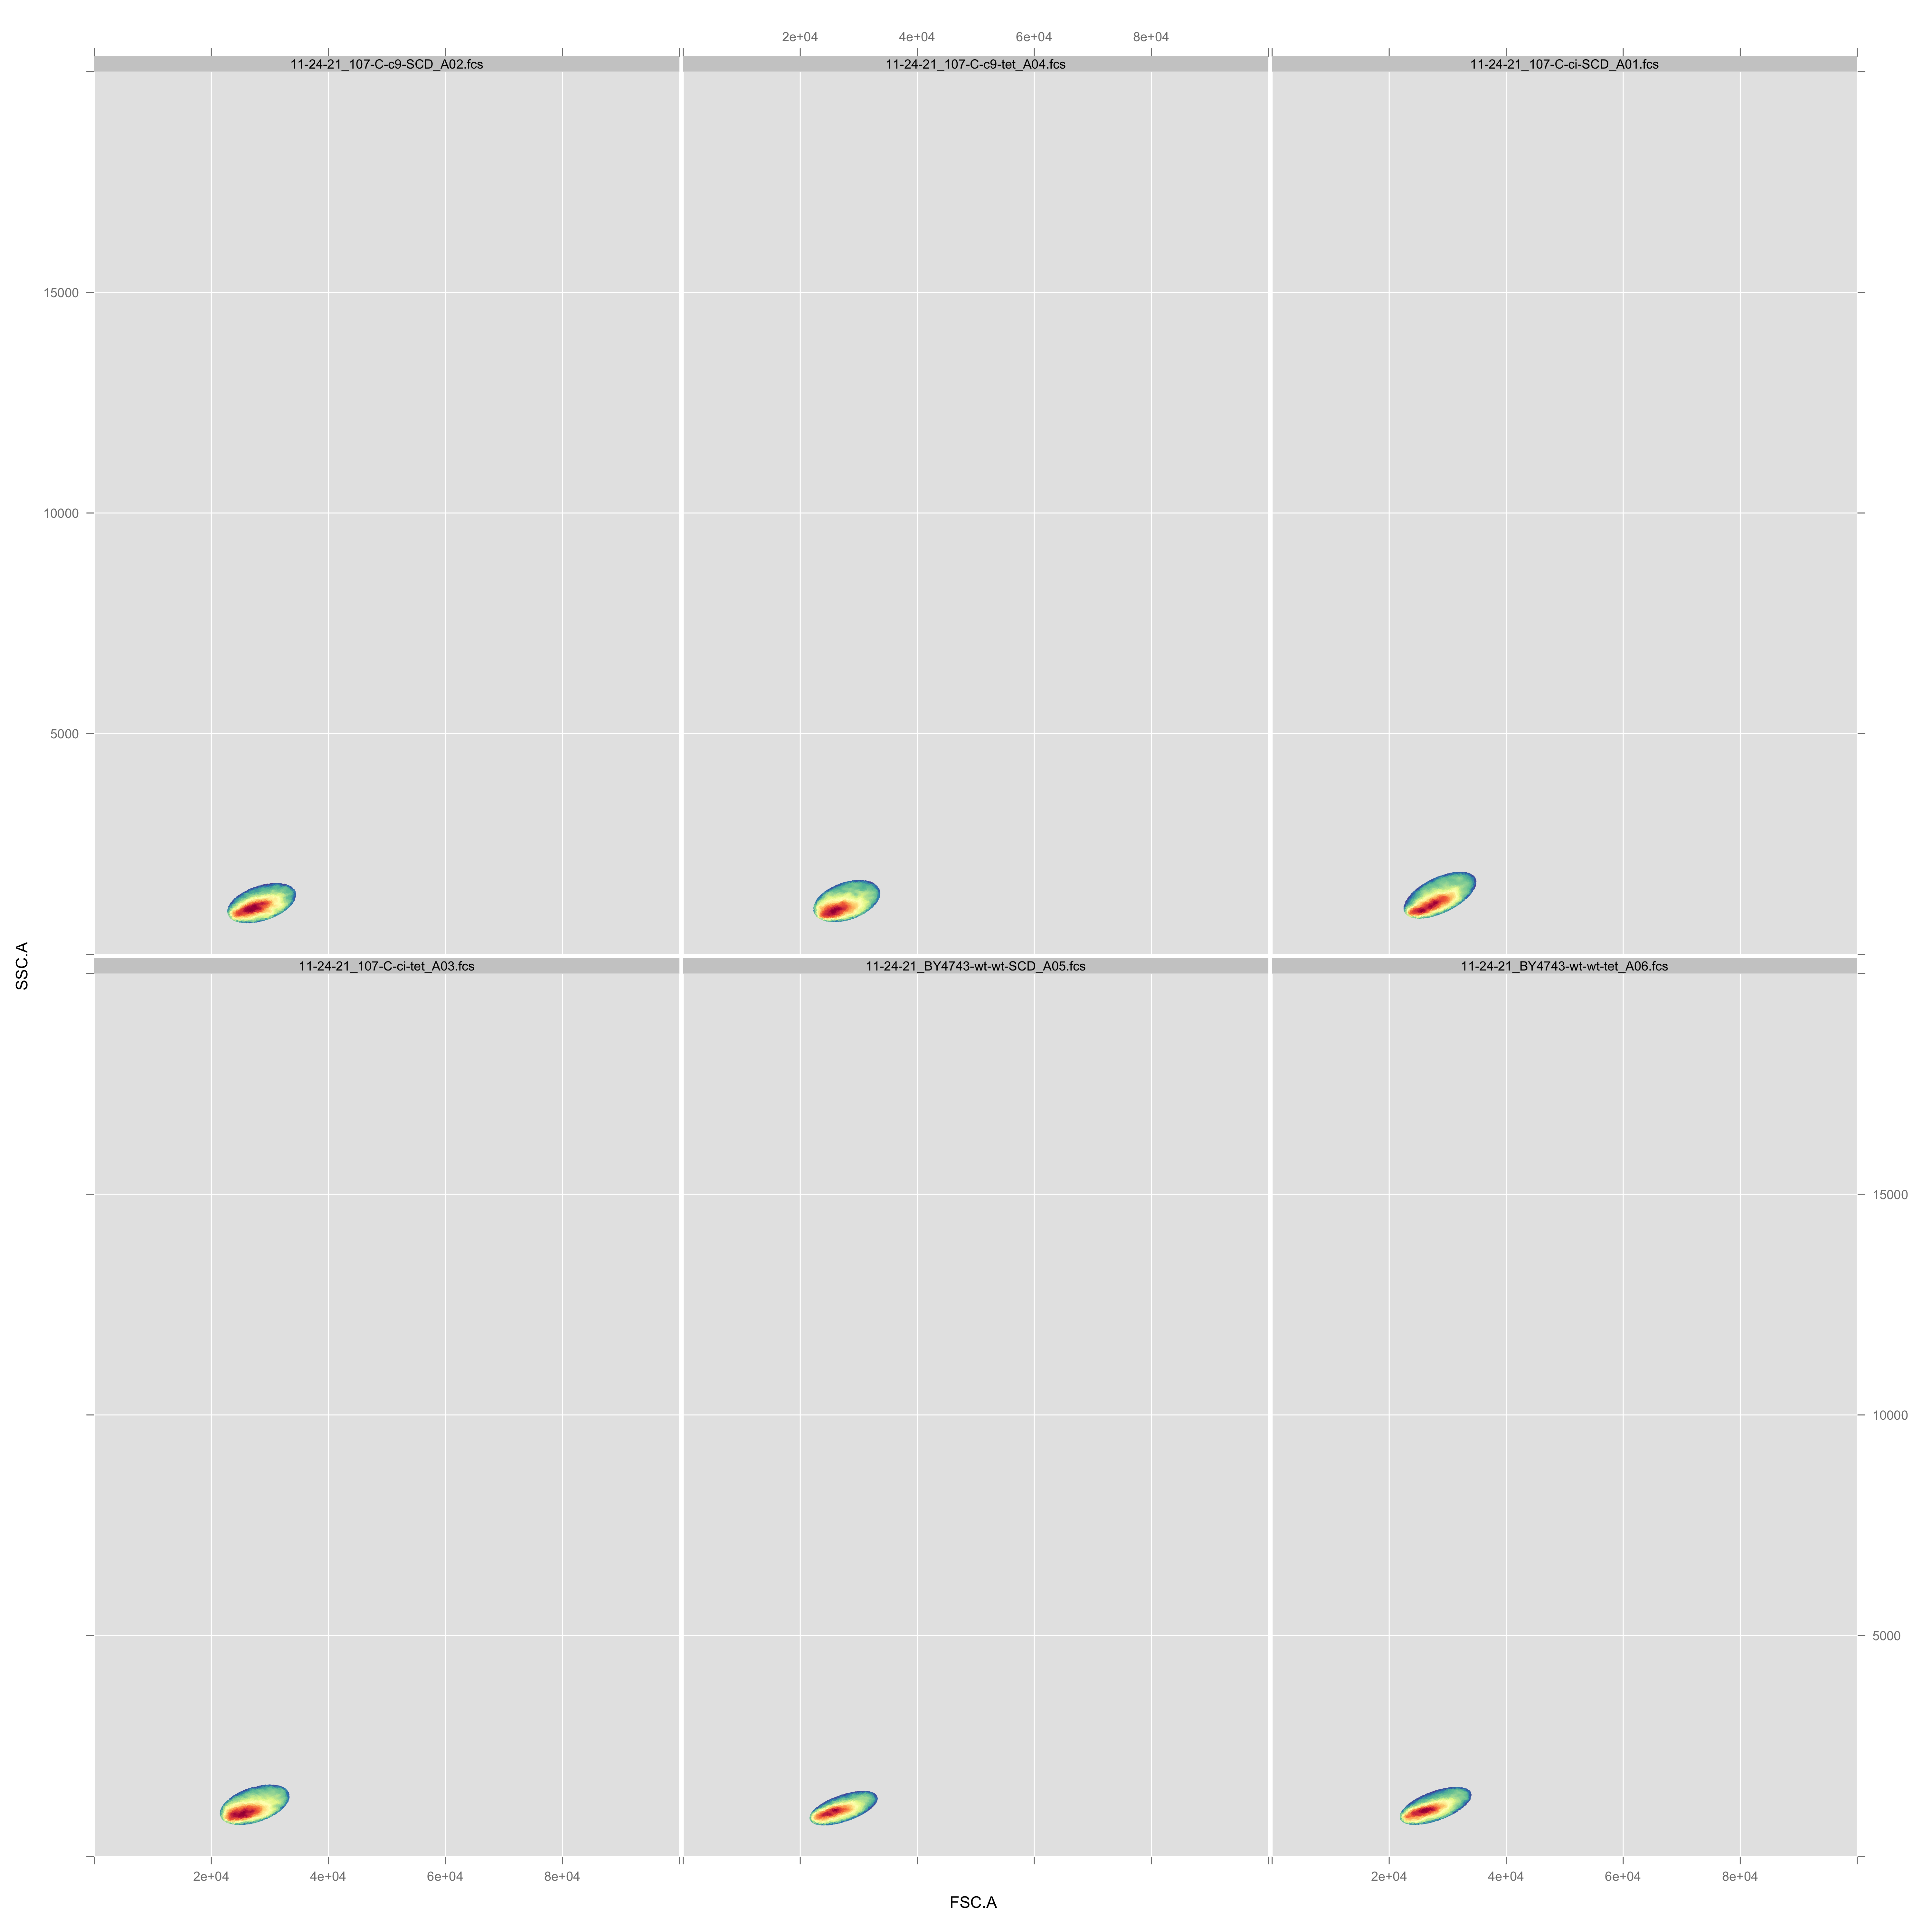 2e+04 4e+04 6e+04 8e+04
11-24-21_107-C-c9-SCD_A02.fcs 11-24-21_107-C-c9-tet_A04.fcs 11-24-21_107-C-ci-SCD_A01.fcs
15000
10000
5000
SSC.A
11-24-21_107-C-ci-tet_A03.fcs 11-24-21_BY4743-wt-wt-SCD_A05.fcs 11-24-21_BY4743-wt-wt-tet_A06.fcs
15000
10000
5000
2e+04 4e+04 6e+04 8e+04 2e+04 4e+04 6e+04 8e+04
FSC.A